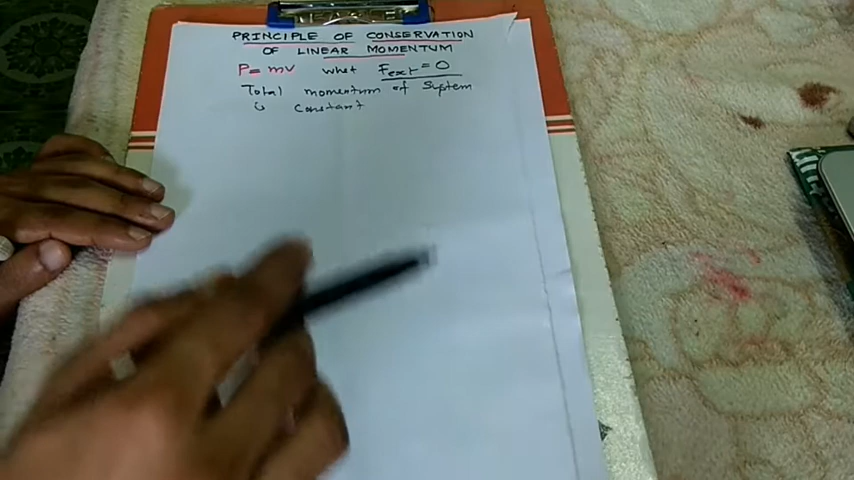 PRINCIPLE OF CONSERVATION
OF LINEAR MOMENTUM
P = mv when Fext = 0
Total momentum of System
is constant